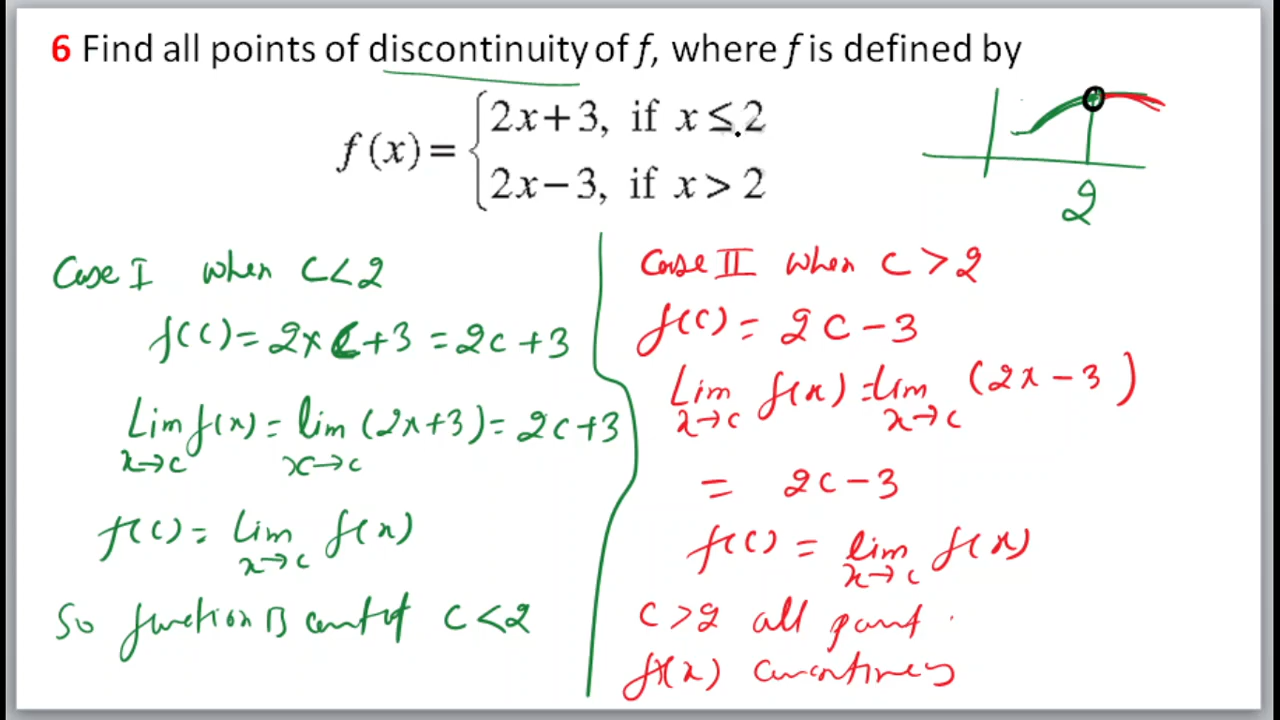 6 Find all points of discontinuity of f, where f is defined by
f(x) = { 2x+3, if x ≤ 2
2x−3, if x > 2
2
Case I when C<2
f(c) = 2×c+3 = 2c+3
Lim x→c f(x) = lim x→c (2x+3) = 2c+3
f(c) = lim x→c f(x)
So function is cont of c<2
Case II when C > 2
f(c) = 2c−3
Lim x→c f(x) = Lim x→c (2x−3)
= 2c−3
f(c) = lim x→c f(x)
c>2 all point
f(x)